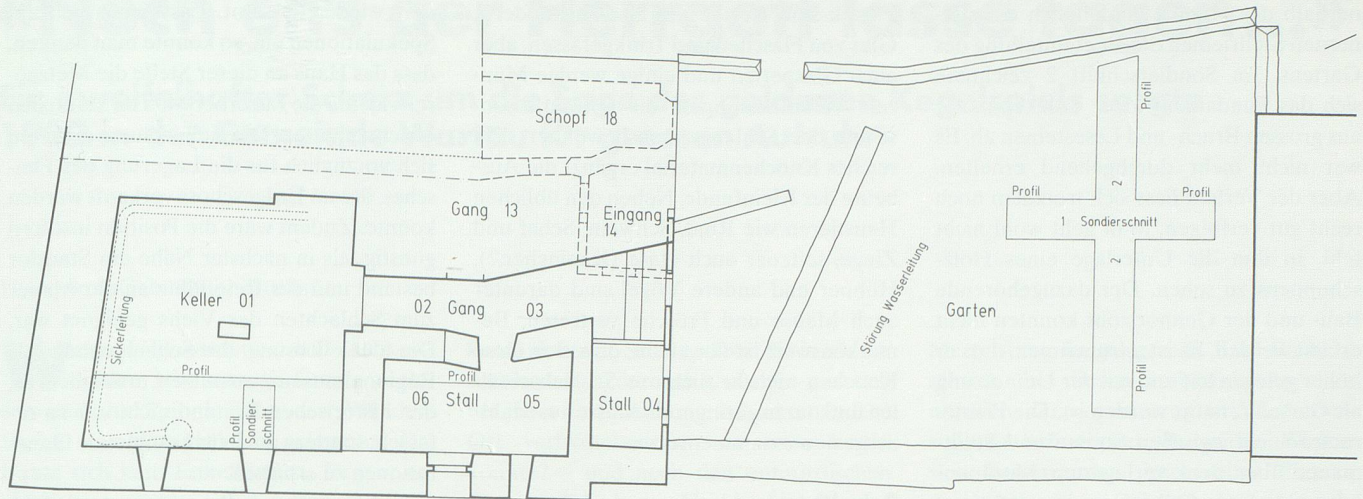 Schopf 18
Gang 13
Eingang
14
Keller 01
Sickerleitung
02 Gang 03
Profil
06 Stall 05
Stall 04
Profil
Profil
Sondier-
schnitt
Störung Wasserleitung
Garten
Profil
Profil
Profil
1 Sondierschnitt
2
2
Profil